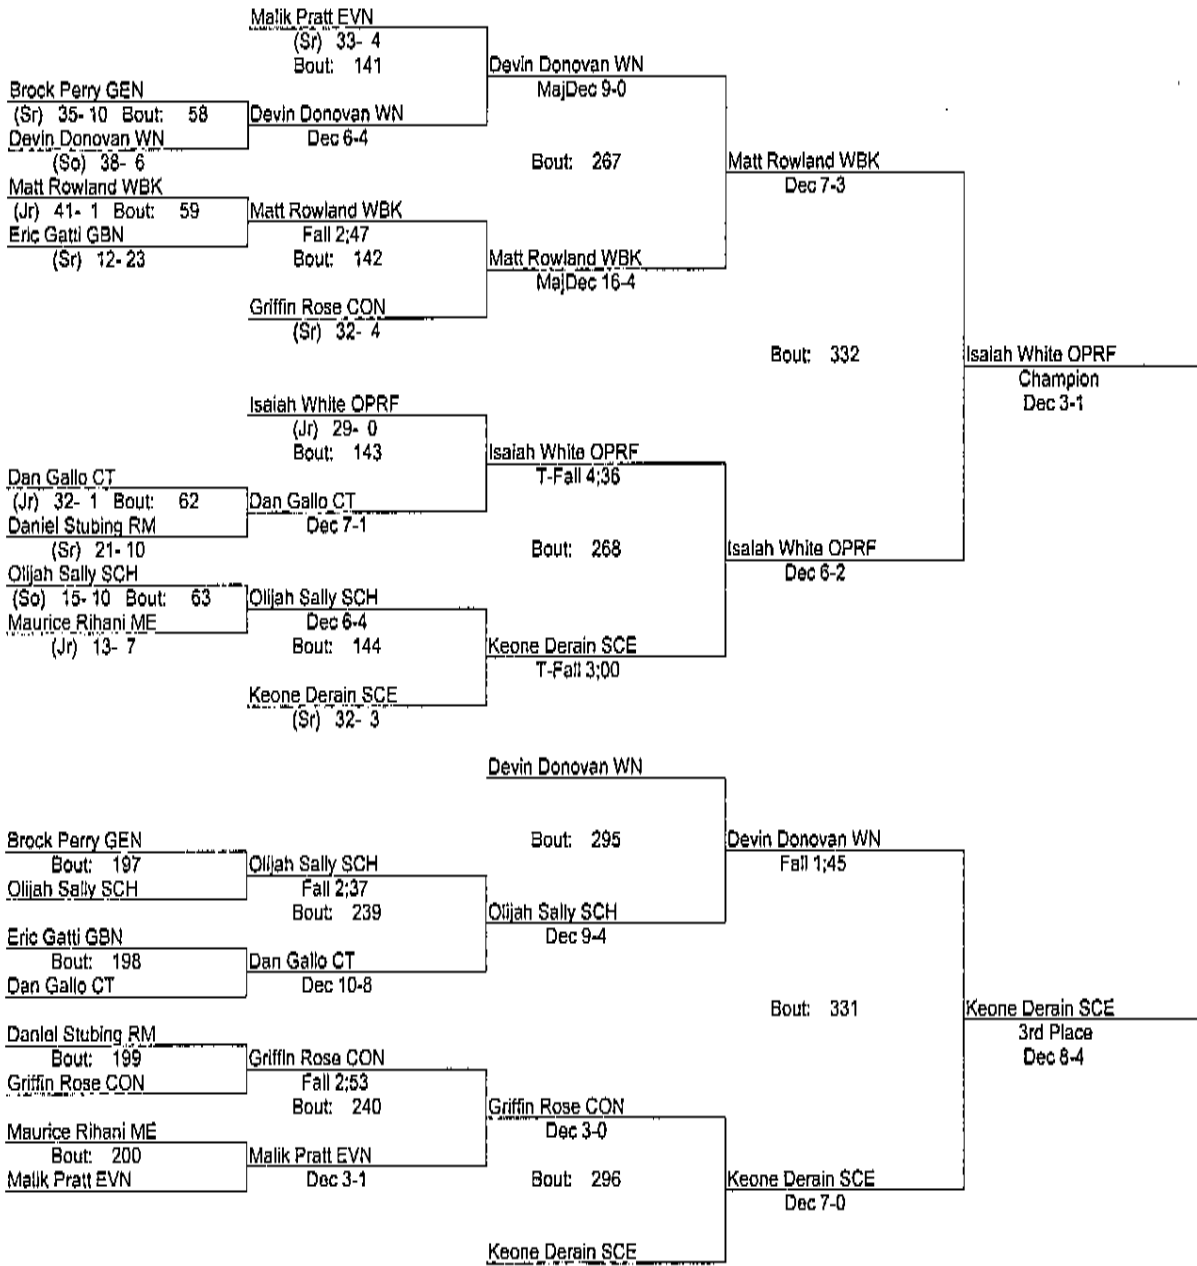 Malik Pratt EVN
(Sr) 33- 4
Bout: 141
Devin Donovan WN
MajDec 9-0
Brock Perry GEN
(Sr) 35- 10 Bout: 58
Devin Donovan WN
Dec 6-4
Devin Donovan WN
(So) 38- 6
Bout: 267
Matt Rowland WBK
Dec 7-3
Matt Rowland WBK
(Jr) 41- 1 Bout: 59
Matt Rowland WBK
Fall 2;47
Eric Gatti GBN
(Sr) 12- 23
Bout: 142
Matt Rowland WBK
MajDec 16-4
Griffin Rose CON
(Sr) 32- 4
Bout: 332
Isaiah White OPRF
Champion
Dec 3-1
Isaiah White OPRF
(Jr) 29- 0
Bout: 143
Isaiah White OPRF
T-Fall 4;36
Dan Gallo CT
(Jr) 32- 1 Bout: 62
Dan Gallo CT
Dec 7-1
Daniel Stubing RM
(Sr) 21- 10
Bout: 268
Isaiah White OPRF
Dec 6-2
Olijah Sally SCH
(So) 15- 10 Bout: 63
Olijah Sally SCH
Dec 6-4
Maurice Rihani ME
(Jr) 13- 7
Bout: 144
Keone Derain SCE
T-Fall 3;00
Keone Derain SCE
(Sr) 32- 3
Devin Donovan WN
Bout: 295
Devin Donovan WN
Fall 1;45
Brock Perry GEN
Bout: 197
Olijah Sally SCH
Olijah Sally SCH
Fall 2;37
Bout: 239
Olijah Sally SCH
Dec 9-4
Eric Gatti GBN
Bout: 198
Dan Gallo CT
Dan Gallo CT
Dec 10-8
Bout: 331
Keone Derain SCE
3rd Place
Dec 8-4
Daniel Stubing RM
Bout: 199
Griffin Rose CON
Griffin Rose CON
Fall 2;53
Bout: 240
Griffin Rose CON
Dec 3-0
Maurice Rihani ME
Bout: 200
Malik Pratt EVN
Malik Pratt EVN
Dec 3-1
Bout: 296
Keone Derain SCE
Dec 7-0
Keone Derain SCE